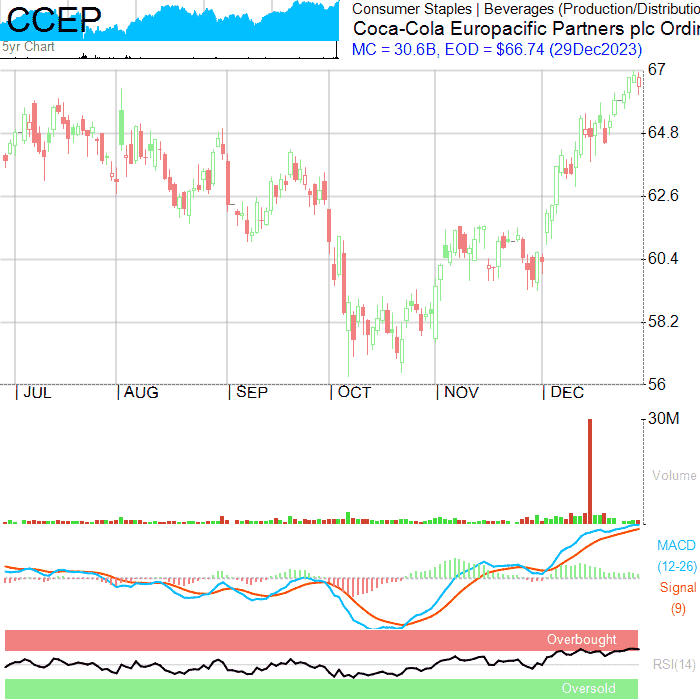 CCEP
5yr Chart
Consumer Staples | Beverages (Production/Distributio
Coca-Cola Europacific Partners plc Ordin
MC = 30.6B, EOD = $66.74 (29Dec2023)
67
64.8
62.6
60.4
58.2
56
JUL AUG SEP OCT NOV DEC
30M
Volume
MACD
(12-26)
Signal
(9)
Overbought
RSI(14)
Oversold